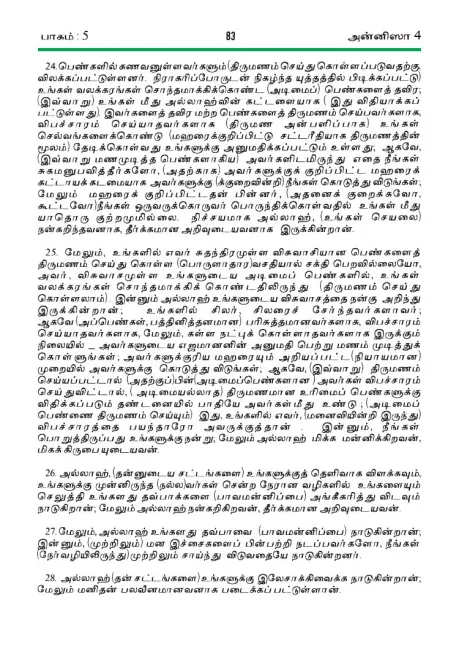 பாகம் : 5 83 அன்னிஸா 4
24.பெண்களில் கணவனுள்ளவர்களும் (திருமணம் செய்து கொள்ளப்படுவதற்கு
விலக்கப்பட்டுள்ளனர். நிராகரிப்போருடன் நிகழ்ந்த யுத்தத்தில் பிடிக்கப்பட்டு)
உங்கள் வலக்கரங்கள் சொந்தமாக்கிக்கொண்ட (அடிமைப்) பெண்களைத் தவிர;
(இவ்வாறு) உங்கள் மீது அல்லாஹ்வின் கட்டளையாக ( இது விதியாக்கப்
பட்டுள்ளது). இவர்களைத் தவிர மற்ற பெண்களைத் திருமணம் செய்பவர்களாக,
விபச்சாரம் செய்யாதவர்களாக (திருமண அன்பளிப்பாக) உங்கள்
செல்வங்களைக்கொண்டு (மஹரைக்குறிப்பிட்டு சட்டரீதியாக திருமணத்தின்
மூலம்) தேடிக்கொள்வது உங்களுக்கு அனுமதிக்கப்பட்டும் உள்ளது; ஆகவே,
(இவ்வாறு மணமுடித்த பெண்களாகிய) அவர்களிடமிருந்து எதை நீங்கள்
சுகமனுபவித்தீர்களோ, (அதற்காக) அவர்களுக்குக் குறிப்பிட்ட மஹரைக்
கட்டாயக்கடமையாக அவர்களுக்கு (க்குறைவின்றி) நீங்கள் கொடுத்து விடுங்கள்;
மேலும், மஹரைக் குறிப்பிட்டதன் பின்னர், (அதனைக் குறைக்கவோ,
கூட்டவோ) நீங்கள் ஒருவருக்கொருவர் பொருந்திக்கொள்வதில் உங்கள் மீது
யாதொரு குற்றமுமில்லை. நிச்சயமாக அல்லாஹ், (உங்கள் செயலை)
நன்கறிந்தவனாக, தீர்க்கமான அறிவுடையவனாக இருக்கின்றான்.
25. மேலும், உங்களில் எவர் சுதந்திரமுள்ள விசுவாசியான பெண்களைத்
திருமணம் செய்து கொள்ள (பொருளாதார) வசதியால் சக்தி பெறவில்லையோ,
அவர், விசுவாசமுள்ள உங்களுடைய அடிமைப் பெண்களில், உங்கள்
வலக்கரங்கள் சொந்தமாக்கிக் கொண்டதிலிருந்து (திருமணம் செய்து
கொள்ளலாம்). இன்னும் அல்லாஹ் உங்களுடைய விசுவாசத்தை நன்கு அறிந்து
இருக்கின்றான்; உங்களில் சிலர், சிலரைச் சேர்ந்தவர்களாவர்;
ஆகவே (அப்பெண்கள், பத்தினித்தனமான) பரிசுத்தமானவர்களாக, விபச்சாரம்
செய்யாதவர்களாக, மேலும், கள்ள நட்புக் கொள்ளாதவர்களாக இருக்கும்
நிலையில் _ அவர்களுடைய எஜமானனின் அனுமதி பெற்று மணம் முடித்துக்
கொள்ளுங்கள்; அவர்களுக்குரிய மஹரையும் அறியப்பட்ட (நியாயமான)
முறையில் அவர்களுக்கு கொடுத்து விடுங்கள்; ஆகவே, (இவ்வாறு) திருமணம்
செய்யப்பட்டால் (அதற்குப்)பின்(அடிமைப்பெண்களான ) அவர்கள் விபச்சாரம்
செய்துவிட்டால், ( அடிமையல்லாத) திருமணமான உரிமைப் பெண்களுக்கு
விதிக்கப்படும் தண்டனையில் பாதியே அவர்கள்மீது உண்டு ; (அடிமைப்
பெண்ணை திருமணம் செய்யும்) இது, உங்களில் எவர், (மனைவியின்றி இருந்து)
விபச்சாரத்தை பயந்தாரோ அவருக்குத்தான் . இன்னும், நீங்கள்
பொறுத்திருப்பது உங்களுக்கு நன்று, மேலும் அல்லாஹ் மிக்க மன்னிக்கிறவன்,
மிகக் கிருபையுடையவன்.
26. அல்லாஹ், (தன்னுடைய சட்டங்களை) உங்களுக்குத் தெளிவாக விளக்கவும்,
உங்களுக்கு முன்னிருந்த (நல்ல)வர்கள் சென்ற நேரான வழிகளில் உங்களையும்
செலுத்தி உங்களது தவ்பாக்களை (பாவமன்னிப்பை) அங்கீகரித்து விடவும்
நாடுகிறான்; மேலும் அல்லாஹ் நன்கறிகிறவன், தீர்க்கமான அறிவுடையவன்.
27.மேலும், அல்லாஹ் உங்களது தவ்பாவை (பாவமன்னிப்பை) நாடுகின்றான்;
இன்னும், (முற்றிலும்) மன இச்சைகளைப் பின்பற்றி நடப்பவர்களோ, நீங்கள்
(நேர்வழியிலிருந்து) முற்றிலும் சாய்ந்து விடுவதையே நாடுகின்றனர்.
28. அல்லாஹ் (தன் சட்டங்களை) உங்களுக்கு இலேசாக்கிவைக்க நாடுகின்றான்;
மேலும் மனிதன் பலவீனமானவனாக படைக்கப்பட்டுள்ளான்.